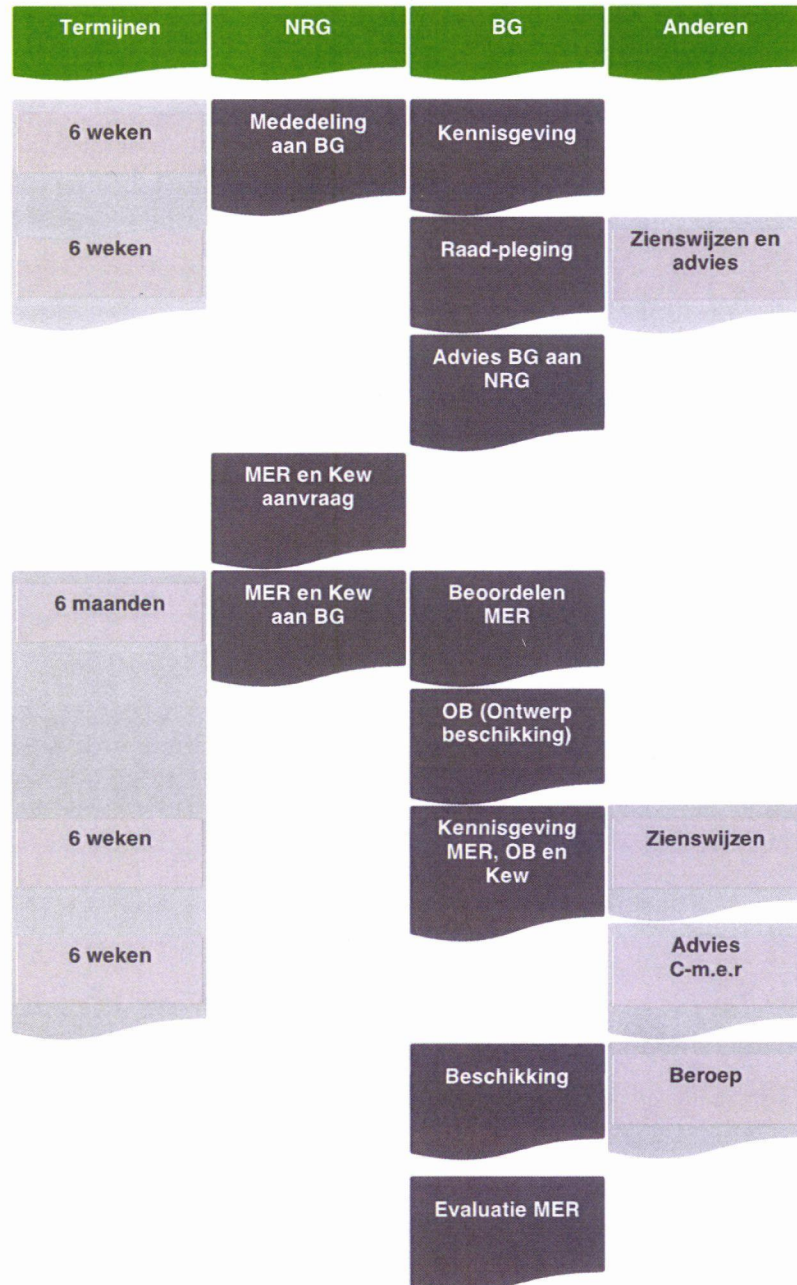 Termijnen
NRG
BG
Anderen
6 weken
Mededeling
aan BG
Kennisgeving
6 weken
Raad-pleging
Zienswijzen en
advies
Advies BG aan
NRG
MER en Kew
aanvraag
6 maanden
MER en Kew
aan BG
Beoordelen
MER
OB (Ontwerp
beschikking)
6 weken
Kennisgeving
MER, OB en
Kew
Zienswijzen
6 weken
Advies
C-m.e.r
Beschikking
Beroep
Evaluatie MER